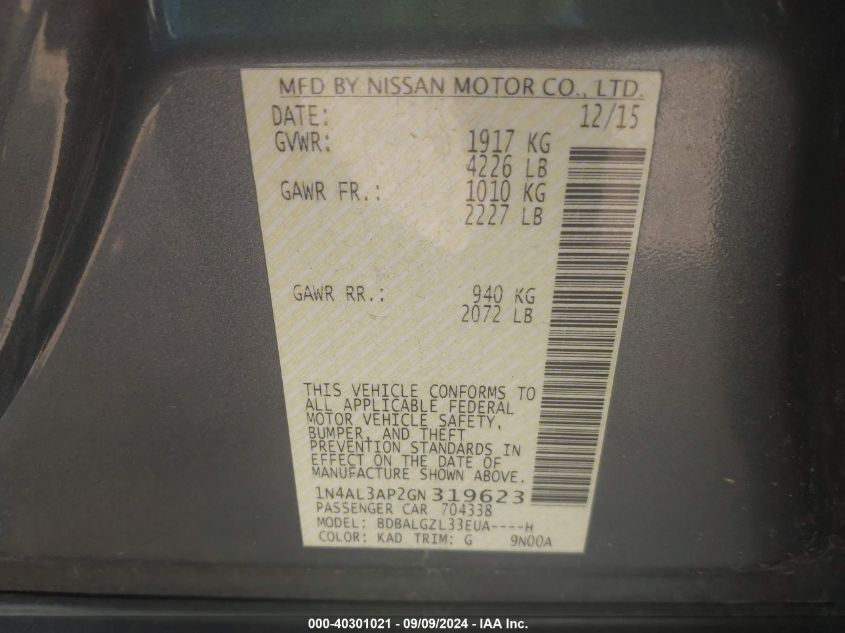 MFD BY NISSAN MOTOR CO., LTD.
DATE: 12/15
GVWR: 1917 KG
4226 LB
GAWR FR.: 1010 KG
2227 LB
GAWR RR.: 940 KG
2072 LB
THIS VEHICLE CONFORMS TO
ALL APPLICABLE FEDERAL
MOTOR VEHICLE SAFETY,
BUMPER, AND THEFT
PREVENTION STANDARDS IN
EFFECT ON THE DATE OF
MANUFACTURE SHOWN ABOVE.
1N4AL3AP2GN319623
PASSENGER CAR 704338
MODEL: BDBALGZL33EUA----H
COLOR: KAD TRIM: G 9N00A
000-40301021 - 09/09/2024 - IAA Inc.